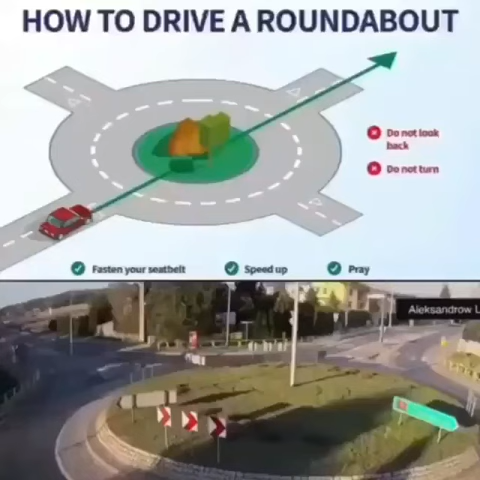 HOW TO DRIVE A ROUNDABOUT
Do not look
back
Do not turn
Fasten your seatbelt
Speed up
Pray
Aleksandrow